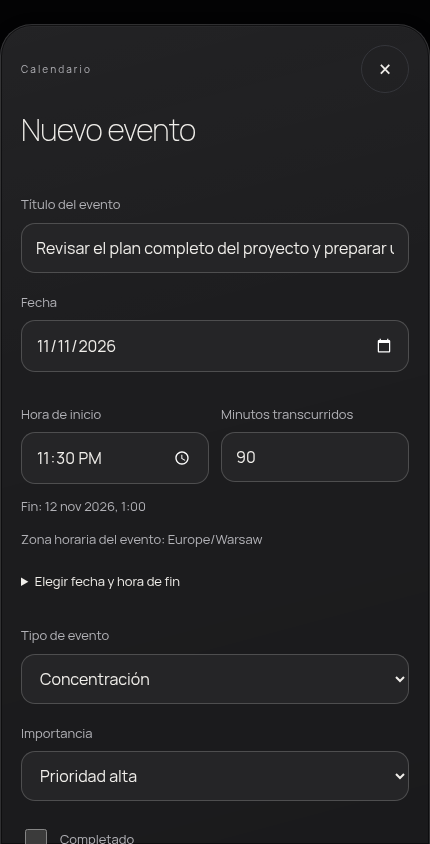 Calendario
Nuevo evento
Título del evento
Revisar el plan completo del proyecto y preparar
Fecha
11/11/2026
Hora de inicio
Minutos transcurridos
11:30 PM
90
Fin: 12 nov 2026, 1:00
Zona horaria del evento: Europe/Warsaw
Elegir fecha y hora de fin
Tipo de evento
Concentración
Importancia
Prioridad alta
Completado